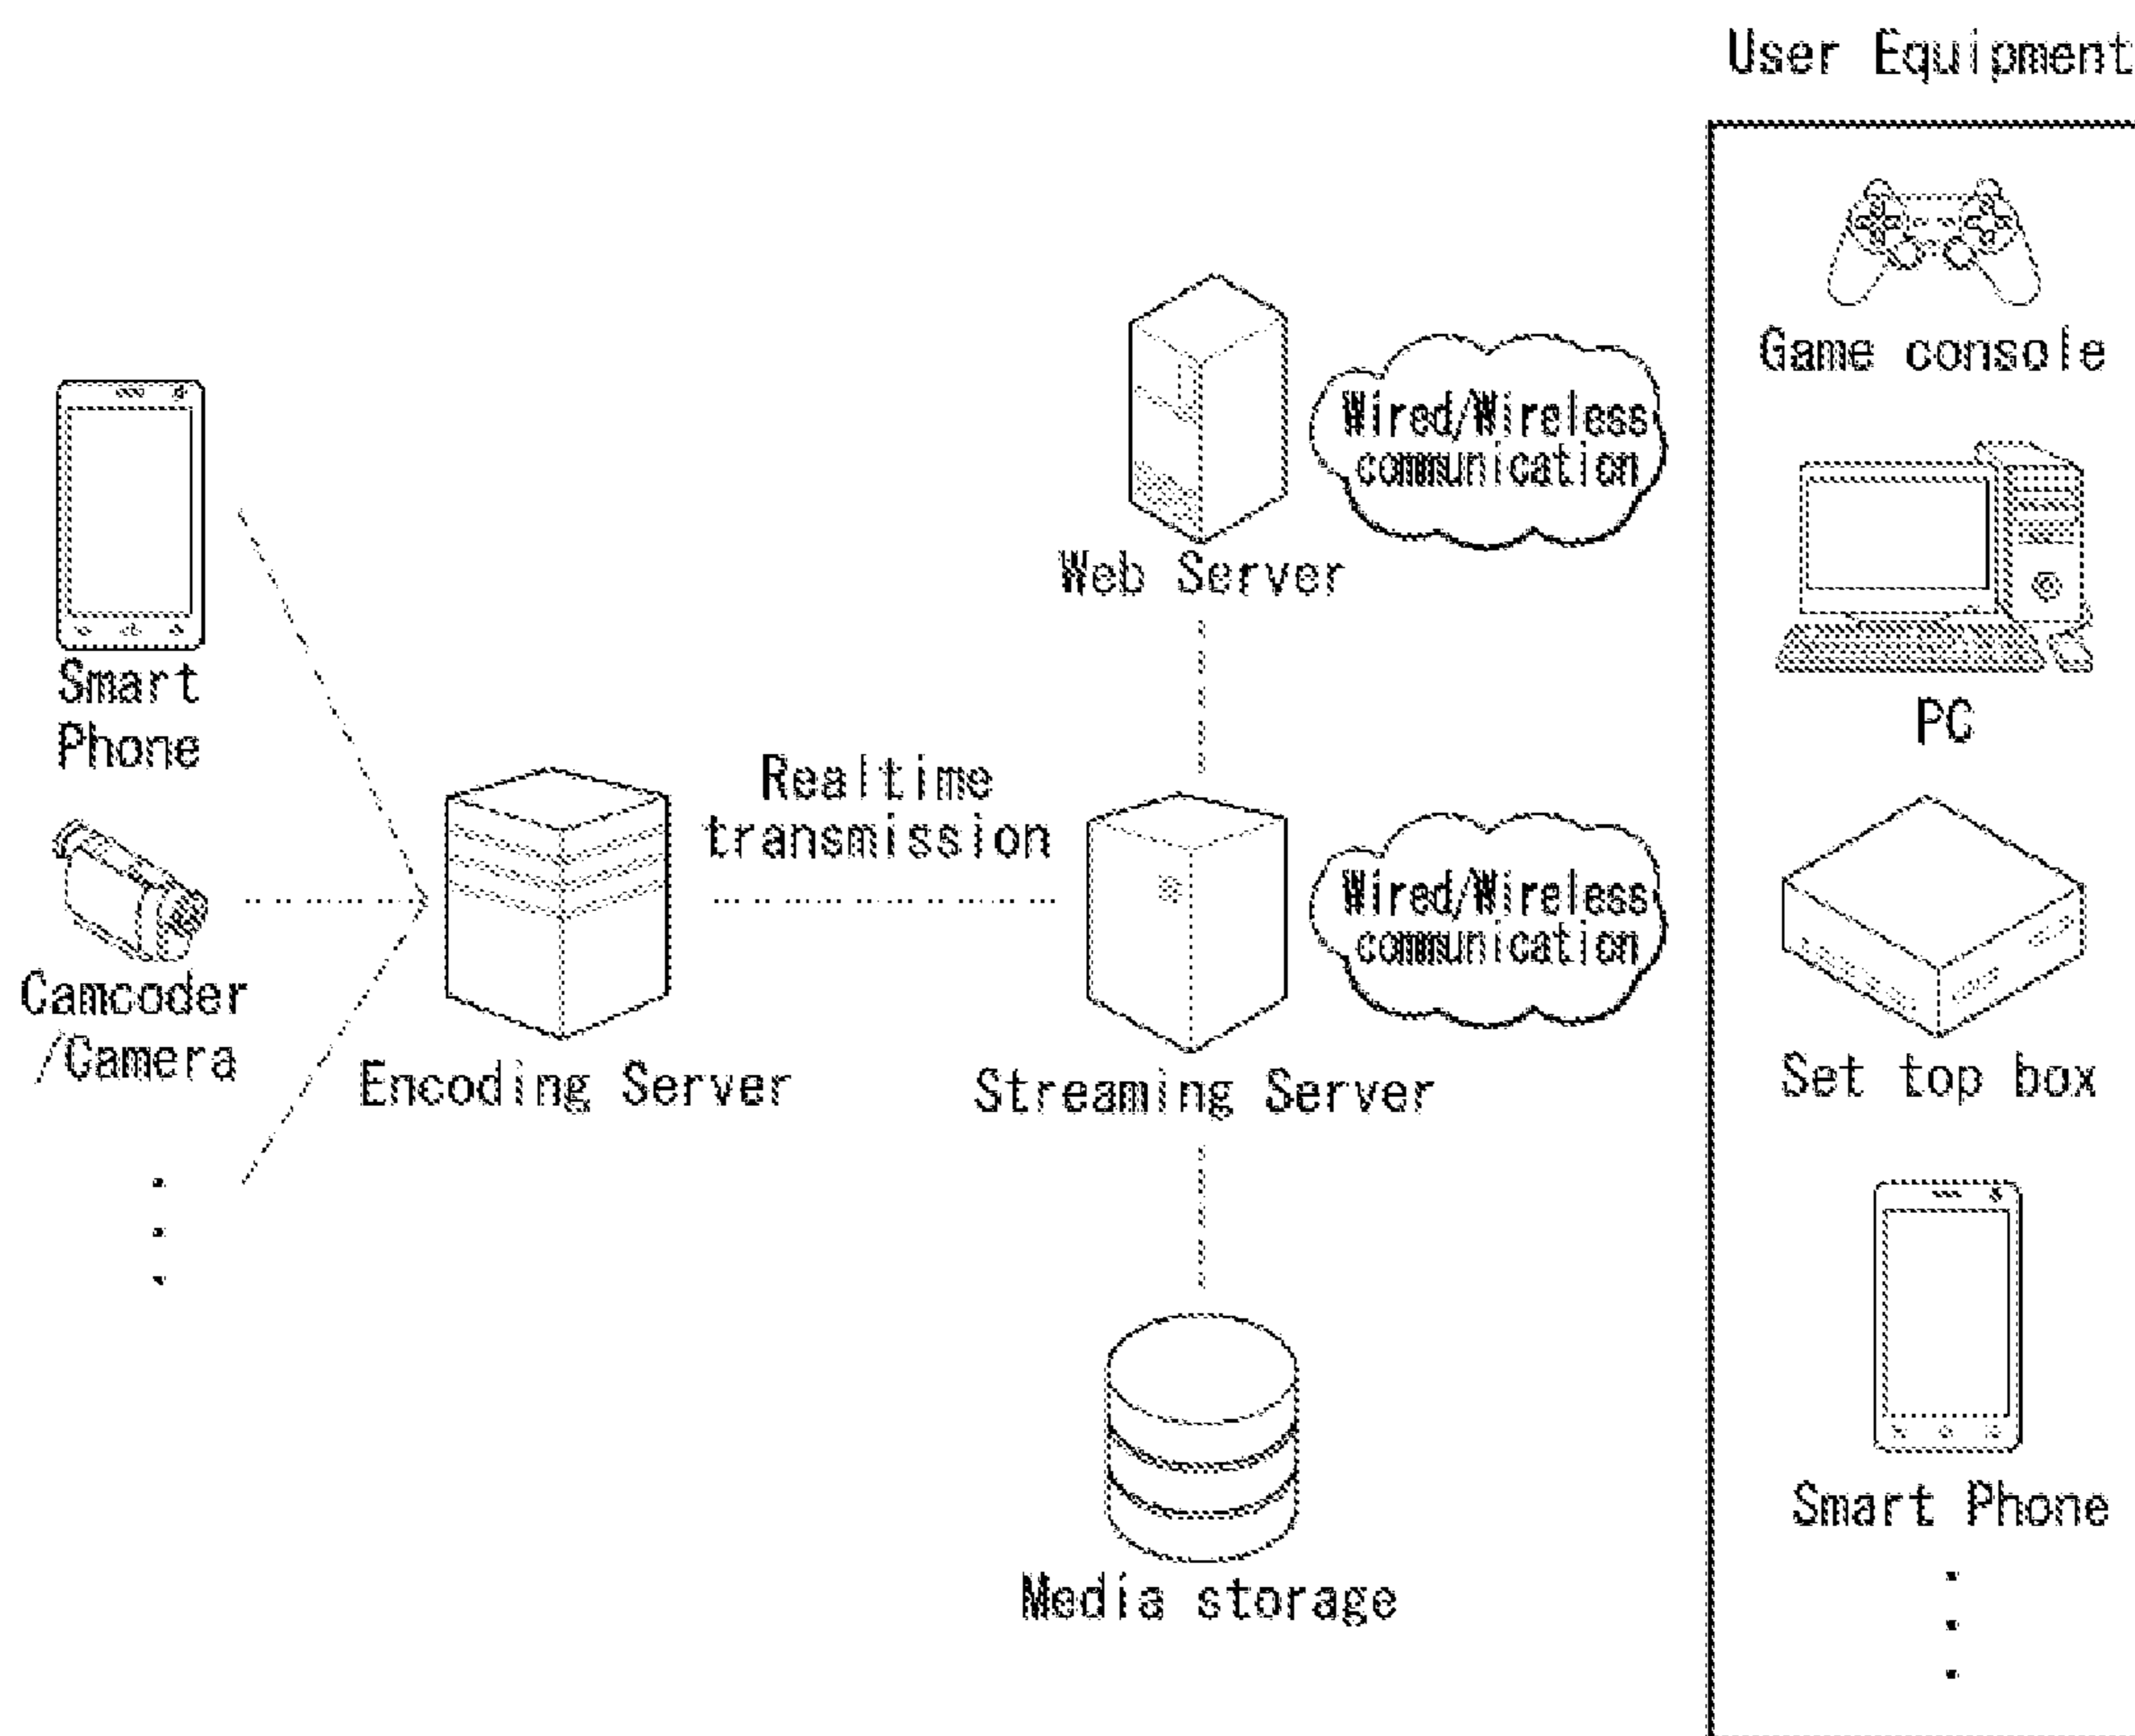 User Equipment
Game console
Wired/Wireless
communication
Web Server
Smart
Phone
PC
Realtime
transmission
Wired/Wireless
communication
Camcoder
/Camera
Encoding Server
Streaming Server
Set top box
Smart Phone
Media storage